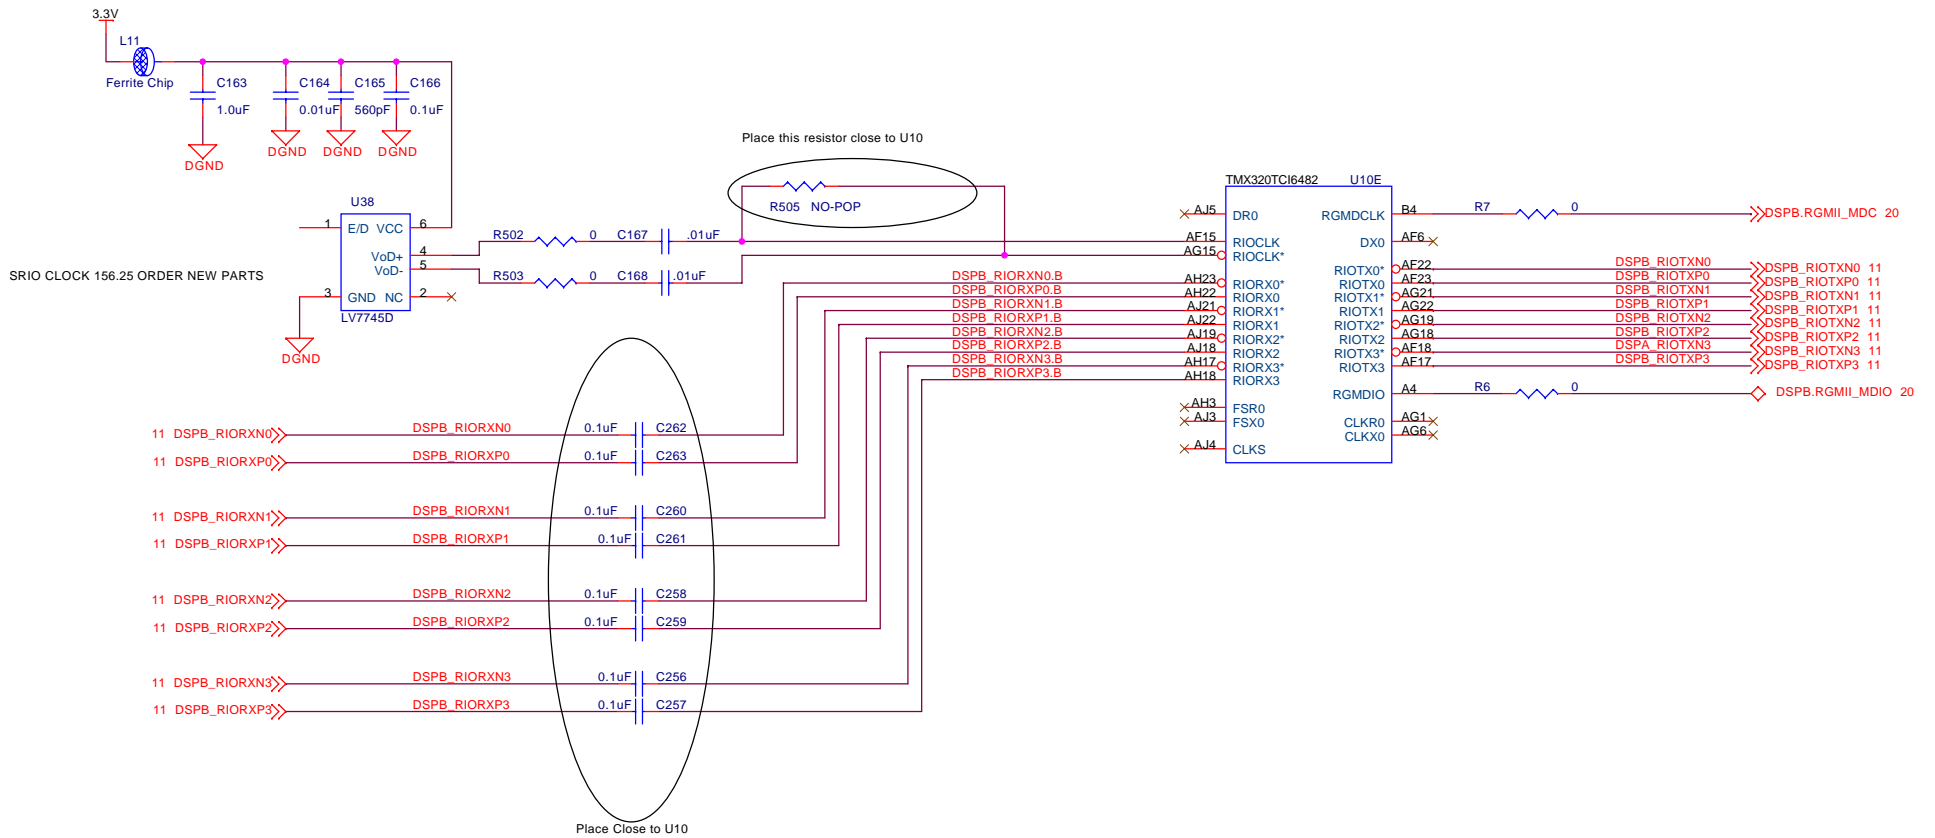 3.3V
L11
Ferrite Chip
C163
1.0uF
C164
0.01uF
C165
560pF
C166
0.1uF
DGND
DGND
DGND
DGND
Place this resistor close to U10
R505 NO-POP
U38
1 E/D VCC 6
VoD+ 4
VoD- 5
3 GND NC 2
LV7745D
DGND
SRIO CLOCK 156.25 ORDER NEW PARTS
R502 0 C167 .01uF
R503 0 C168 .01uF
TMX320TCI6482 U10E
AJ5 DR0
AF15 RIOCLK
AG15 RIOCLK*
DSPB_RIORXN0.B AH23 RIORX0*
DSPB_RIORXP0.B AH22 RIORX0
DSPB_RIORXN1.B AJ21 RIORX1*
DSPB_RIORXP1.B AJ22 RIORX1
DSPB_RIORXN2.B AJ19 RIORX2*
DSPB_RIORXP2.B AJ18 RIORX2
DSPB_RIORXN3.B AH17 RIORX3*
DSPB_RIORXP3.B AH18 RIORX3
AH3 FSR0
AJ3 FSX0
AJ4 CLKS
RGMDCLK B4 R7 0 DSPB.RGMII_MDC 20
DX0 AF6
RIOTX0* AF22 DSPB_RIOTXN0 DSPB_RIOTXN0 11
RIOTX0 AF23 DSPB_RIOTXP0 DSPB_RIOTXP0 11
RIOTX1* AG21 DSPB_RIOTXN1 DSPB_RIOTXN1 11
RIOTX1 AG22 DSPB_RIOTXP1 DSPB_RIOTXP1 11
RIOTX2* AG19 DSPB_RIOTXN2 DSPB_RIOTXN2 11
RIOTX2 AG18 DSPB_RIOTXP2 DSPB_RIOTXP2 11
RIOTX3* AF18 DSPA_RIOTXN3 DSPB_RIOTXN3 11
RIOTX3 AF17 DSPB_RIOTXP3 DSPB_RIOTXP3 11
RGMDIO A4 R6 0 DSPB.RGMII_MDIO 20
CLKR0 AG1
CLKX0 AG6
11 DSPB_RIORXN0 DSPB_RIORXN0 0.1uF C262
11 DSPB_RIORXP0 DSPB_RIORXP0 0.1uF C263
11 DSPB_RIORXN1 DSPB_RIORXN1 0.1uF C260
11 DSPB_RIORXP1 DSPB_RIORXP1 0.1uF C261
11 DSPB_RIORXN2 DSPB_RIORXN2 0.1uF C258
11 DSPB_RIORXP2 DSPB_RIORXP2 0.1uF C259
11 DSPB_RIORXN3 DSPB_RIORXN3 0.1uF C256
11 DSPB_RIORXP3 DSPB_RIORXP3 0.1uF C257
Place Close to U10